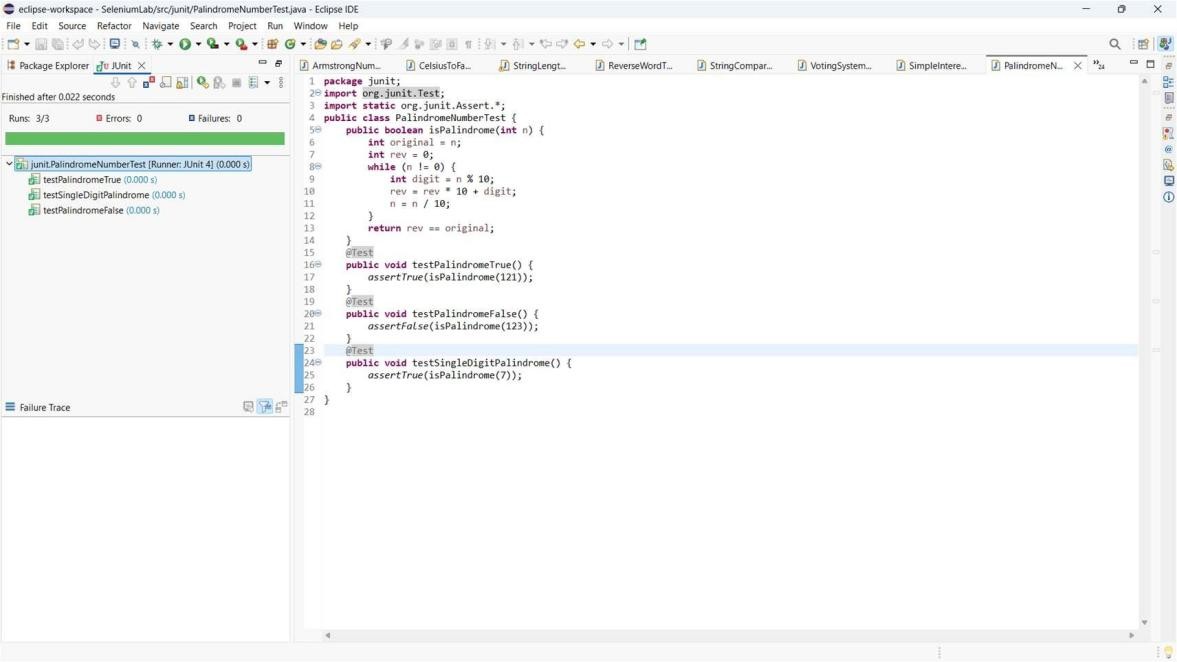 eclipse-workspace - SeleniumLab/src/junit/PalindromeNumberTest.java - Eclipse IDE
File Edit Source Refactor Navigate Search Project Run Window Help
Package Explorer JUnit
Finished after 0.022 seconds
Runs: 3/3 Errors: 0 Failures: 0
junit.PalindromeNumberTest [Runner: JUnit 4] (0.000 s)
testPalindromeTrue (0.000 s)
testSingleDigitPalindrome (0.000 s)
testPalindromeFalse (0.000 s)
Failure Trace
ArmstrongNum... CelsiusToFa... StringLengt... ReverseWordT... StringCompar... VotingSystem... SimpleIntere... PalindromeN... 24
1 package junit;
2 import org.junit.Test;
3 import static org.junit.Assert.*;
4 public class PalindromeNumberTest {
5 public boolean isPalindrome(int n) {
6 int original = n;
7 int rev = 0;
8 while (n != 0) {
9 int digit = n % 10;
10 rev = rev * 10 + digit;
11 n = n / 10;
12 }
13 return rev == original;
14 }
15 @Test
16 public void testPalindromeTrue() {
17 assertTrue(isPalindrome(121));
18 }
19 @Test
20 public void testPalindromeFalse() {
21 assertFalse(isPalindrome(123));
22 }
23 @Test
24 public void testSingleDigitPalindrome() {
25 assertTrue(isPalindrome(7));
26 }
27 }
28